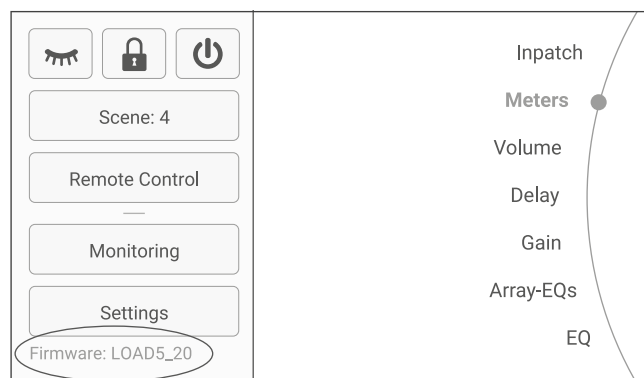 Scene: 4
Remote Control
Monitoring
Settings
Firmware: LOAD5_20
Inpatch
Meters
Volume
Delay
Gain
Array-EQs
EQ